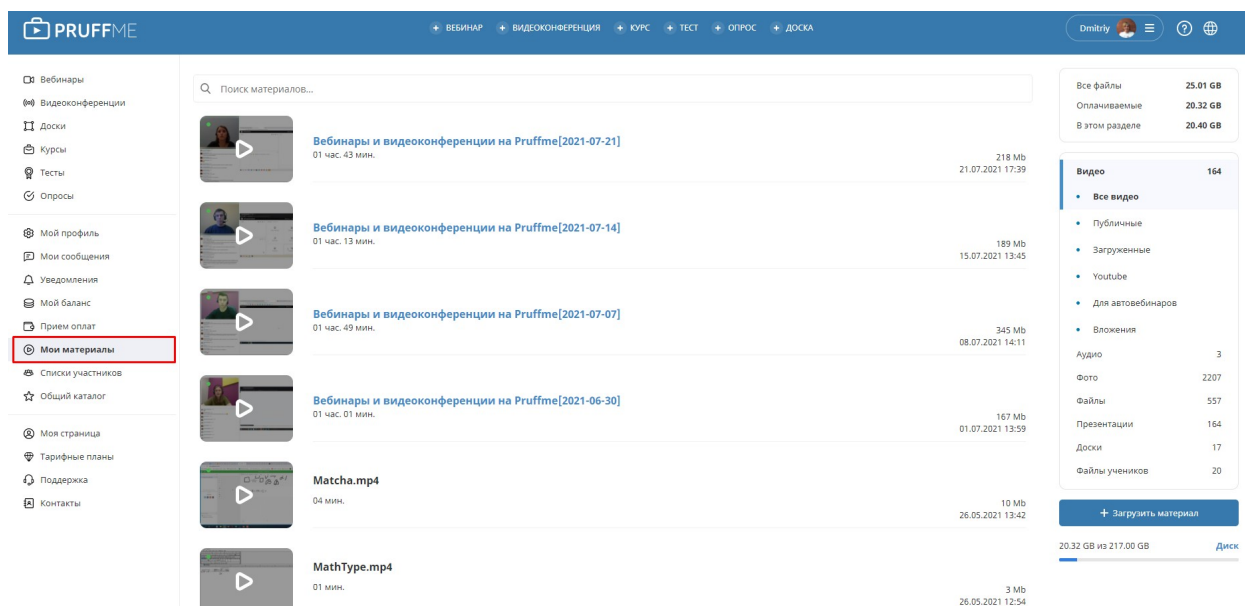 PRUFFME
+ ВЕБИНАР + ВИДЕОКОНФЕРЕНЦИЯ + КУРС + ТЕСТ + ОПРОС + ДОСКА
Dmitriy
Вебинары
Видеоконференции
Доски
Курсы
Тесты
Опросы
Мой профиль
Мои сообщения
Уведомления
Мой баланс
Прием оплат
Мои материалы
Списки участников
Общий каталог
Моя страница
Тарифные планы
Поддержка
Контакты
Поиск материалов...
Вебинары и видеоконференции на Pruffme[2021-07-21]
01 час. 43 мин.
218 Mb
21.07.2021 17:39
Вебинары и видеоконференции на Pruffme[2021-07-14]
01 час. 13 мин.
189 Mb
15.07.2021 13:45
Вебинары и видеоконференции на Pruffme[2021-07-07]
01 час. 49 мин.
345 Mb
08.07.2021 14:11
Вебинары и видеоконференции на Pruffme[2021-06-30]
01 час. 01 мин.
167 Mb
01.07.2021 13:59
Matcha.mp4
04 мин.
10 Mb
26.05.2021 13:42
MathType.mp4
01 мин.
3 Mb
26.05.2021 12:54
Все файлы 25.01 GB
Оплачиваемые 20.32 GB
В этом разделе 20.40 GB
Видео 164
Все видео
Публичные
Загруженные
Youtube
Для автовебинаров
Вложения
Аудио 3
Фото 2207
Файлы 557
Презентации 164
Доски 17
Файлы учеников 20
+ Загрузить материал
20.32 GB из 217.00 GB Диск